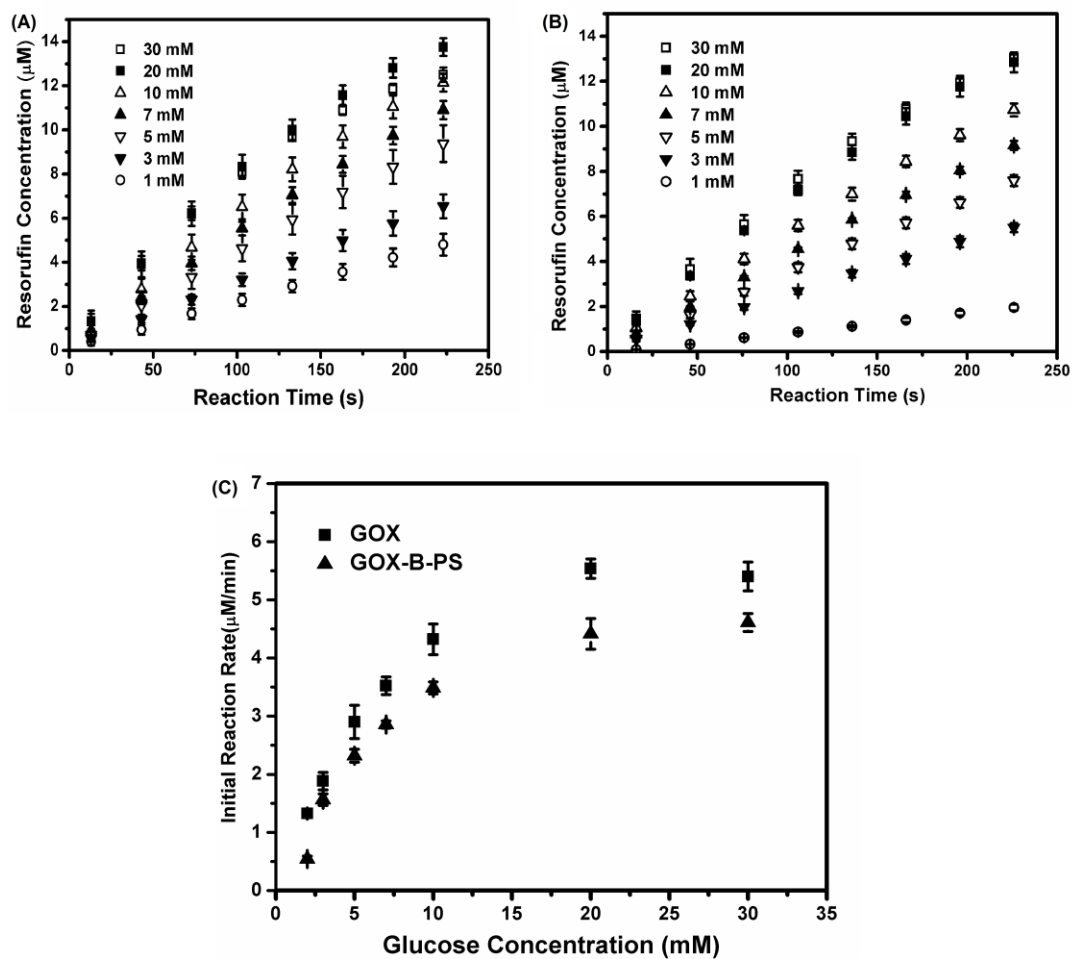 (A)
30 mM
20 mM
10 mM
7 mM
5 mM
3 mM
1 mM
Resorufin Concentration (μM)
14
12
10
8
6
4
2
0
0 50 100 150 200 250
Reaction Time (s)
(B)
30 mM
20 mM
10 mM
7 mM
5 mM
3 mM
1 mM
Resorufin Concentration (μM)
14
12
10
8
6
4
2
0
0 50 100 150 200 250
Reaction Time (s)
(C)
GOX
GOX-B-PS
Initial Reaction Rate(μM/min)
7
6
5
4
3
2
1
0
0 5 10 15 20 25 30 35
Glucose Concentration (mM)